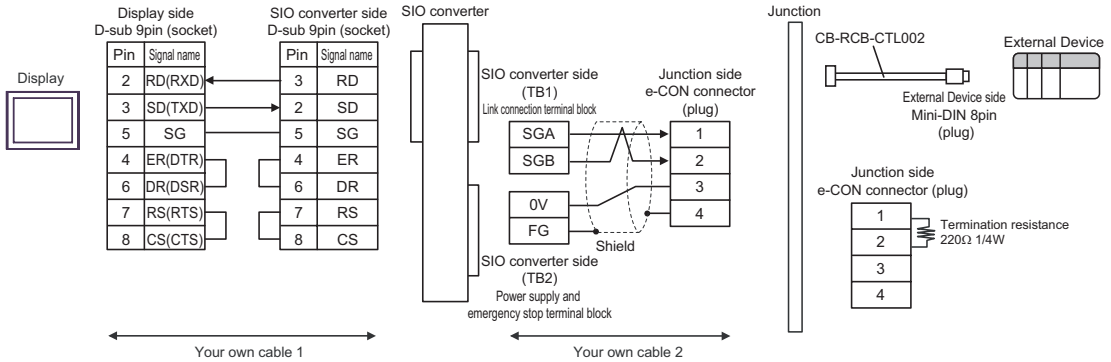 Display
Display side
D-sub 9pin (socket)
Pin Signal name
2 RD(RXD)
3 SD(TXD)
5 SG
4 ER(DTR)
6 DR(DSR)
7 RS(RTS)
8 CS(CTS)
SIO converter side
D-sub 9pin (socket)
Pin Signal name
3 RD
2 SD
5 SG
4 ER
6 DR
7 RS
8 CS
Your own cable 1
SIO converter
SIO converter side
(TB1)
Link connection terminal block
SGA
SGB
0V
FG
Shield
SIO converter side
(TB2)
Power supply and
emergency stop terminal block
Junction side
e-CON connector
(plug)
1
2
3
4
Your own cable 2
Junction
CB-RCB-CTL002
External Device
External Device side
Mini-DIN 8pin
(plug)
Junction side
e-CON connector (plug)
1
2
3
4
Termination resistance
220Ω 1/4W